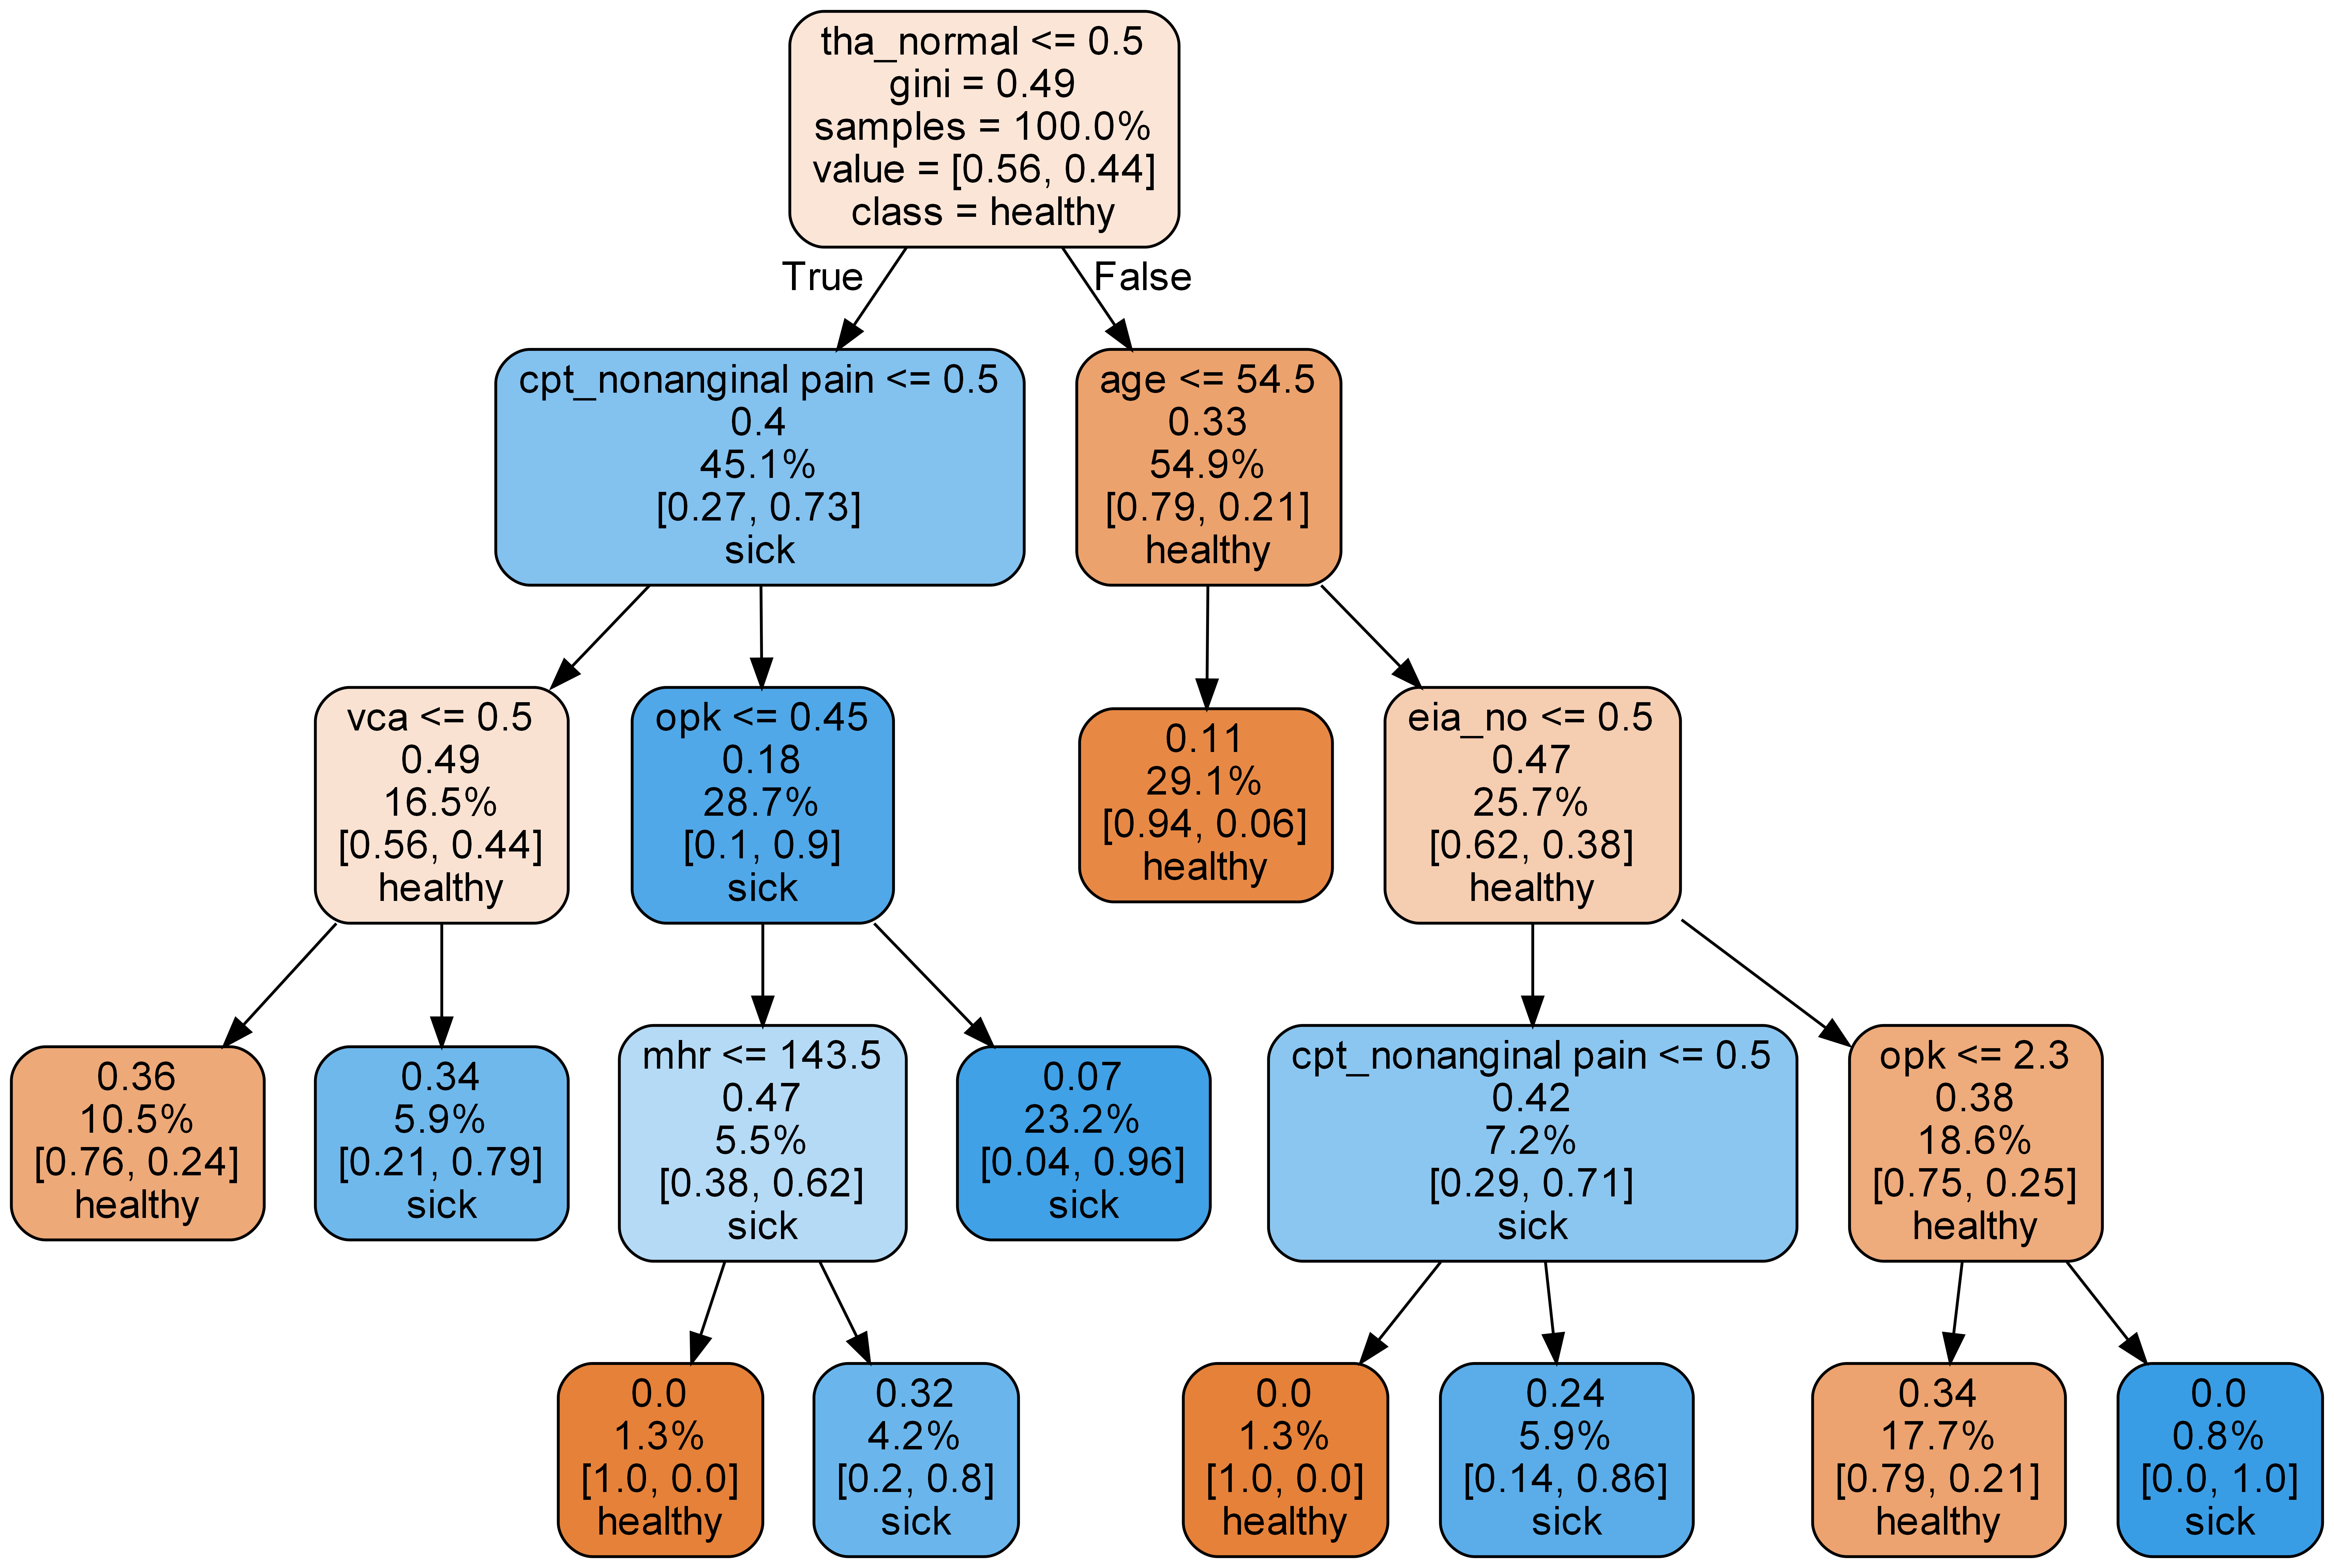 tha_normal <= 0.5
gini = 0.49
samples = 100.0%
value = [0.56, 0.44]
class = healthy
True
False
cpt_nonanginal pain <= 0.5
0.4
45.1%
[0.27, 0.73]
sick
age <= 54.5
0.33
54.9%
[0.79, 0.21]
healthy
vca <= 0.5
0.49
16.5%
[0.56, 0.44]
healthy
opk <= 0.45
0.18
28.7%
[0.1, 0.9]
sick
0.11
29.1%
[0.94, 0.06]
healthy
eia_no <= 0.5
0.47
25.7%
[0.62, 0.38]
healthy
0.36
10.5%
[0.76, 0.24]
healthy
0.34
5.9%
[0.21, 0.79]
sick
mhr <= 143.5
0.47
5.5%
[0.38, 0.62]
sick
0.07
23.2%
[0.04, 0.96]
sick
cpt_nonanginal pain <= 0.5
0.42
7.2%
[0.29, 0.71]
sick
opk <= 2.3
0.38
18.6%
[0.75, 0.25]
healthy
0.0
1.3%
[1.0, 0.0]
healthy
0.32
4.2%
[0.2, 0.8]
sick
0.0
1.3%
[1.0, 0.0]
healthy
0.24
5.9%
[0.14, 0.86]
sick
0.34
17.7%
[0.79, 0.21]
healthy
0.0
0.8%
[0.0, 1.0]
sick